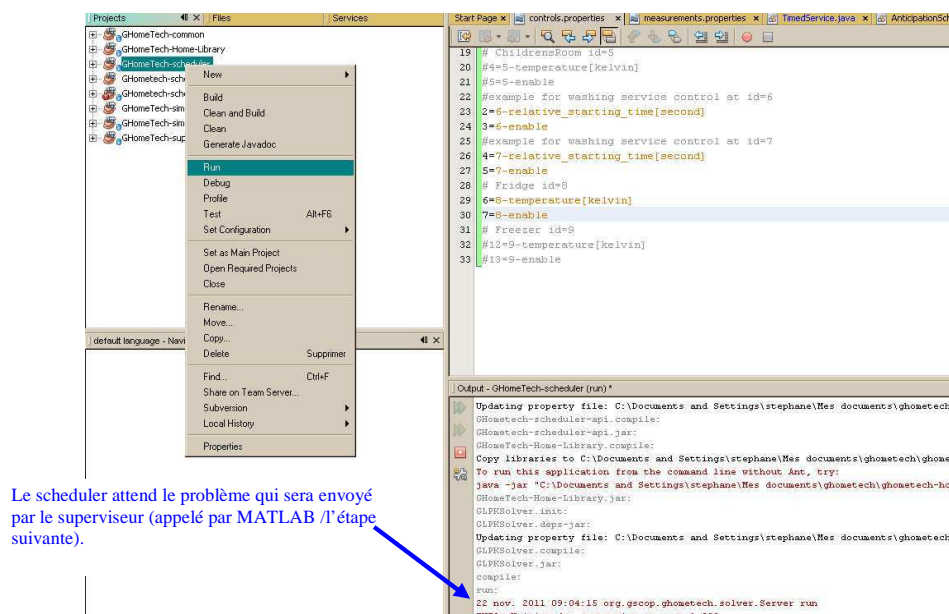 Projects
Files
Services
GHomeTech-common
GHomeTech-Home-Library
GHomeTech-scheduler
GHometech-sch
GHometech-sch
GHomeTech-sim
GHomeTech-sim
GHomeTech-sup
New
Build
Clean and Build
Clean
Generate Javadoc
Run
Debug
Profile
Test Alt+F6
Set Configuration
Set as Main Project
Open Required Projects
Close
Rename...
Move...
Copy...
Delete Supprimer
Find... Ctrl+F
Share on Team Server...
Subversion
Local History
Properties
default language - Navi
Le scheduler attend le problème qui sera envoyé
par le superviseur (appelé par MATLAB /l'étape
suivante).
Start Page controls.properties measurements.properties TimedService.java AnticipationSch
19 # ChildrensRoom id=5
20 #4=5-temperature[kelvin]
21 #5=5-enable
22 #example for washing service control at id=6
23 2=6-relative_starting_time[second]
24 3=6-enable
25 #example for washing service control at id=7
26 4=7-relative_starting_time[second]
27 5=7-enable
28 # Fridge id=8
29 6=8-temperature[kelvin]
30 7=8-enable
31 # Freezer id=9
32 #12=9-temperature[kelvin]
33 #13=9-enable
Output - GHomeTech-scheduler (run) *
Updating property file: C:\Documents and Settings\stephane\Mes documents\ghometech
GHometech-scheduler-api.compile:
GHometech-scheduler-api.jar:
GHomeTech-Home-Library.compile:
Copy libraries to C:\Documents and Settings\stephane\Mes documents\ghometech\ghome
To run this application from the command line without Ant, try:
java -jar "C:\Documents and Settings\stephane\Mes documents\ghometech\ghometech-ho
GHomeTech-Home-Library.jar:
GLPKSolver.init:
GLPKSolver.deps-jar:
Updating property file: C:\Documents and Settings\stephane\Mes documents\ghometech
GLPKSolver.compile:
GLPKSolver.jar:
compile:
run:
22 nov. 2011 09:04:15 org.gscop.ghometech.solver.Server run